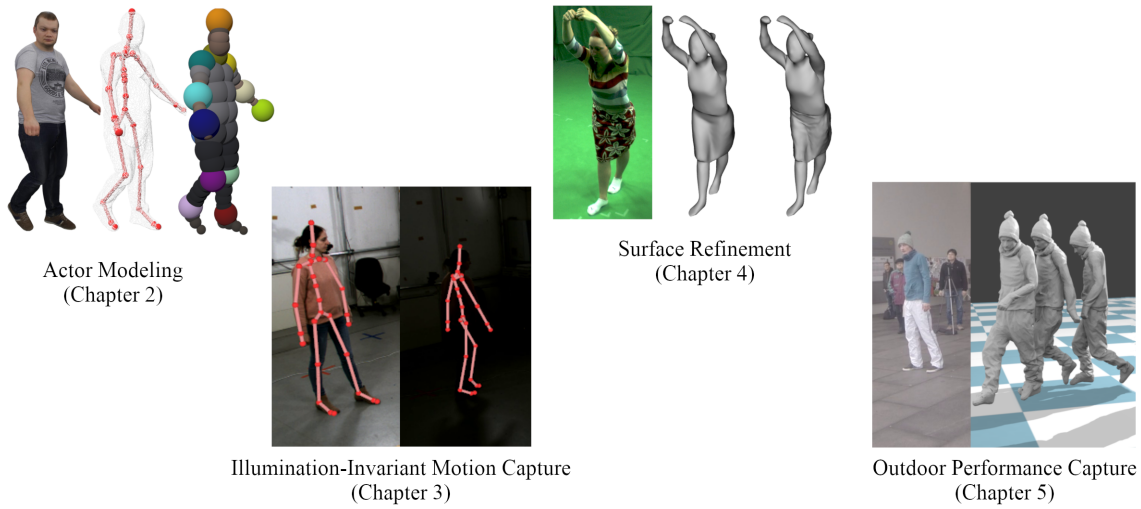 Actor Modeling
(Chapter 2)
Illumination-Invariant Motion Capture
(Chapter 3)
Surface Refinement
(Chapter 4)
Outdoor Performance Capture
(Chapter 5)